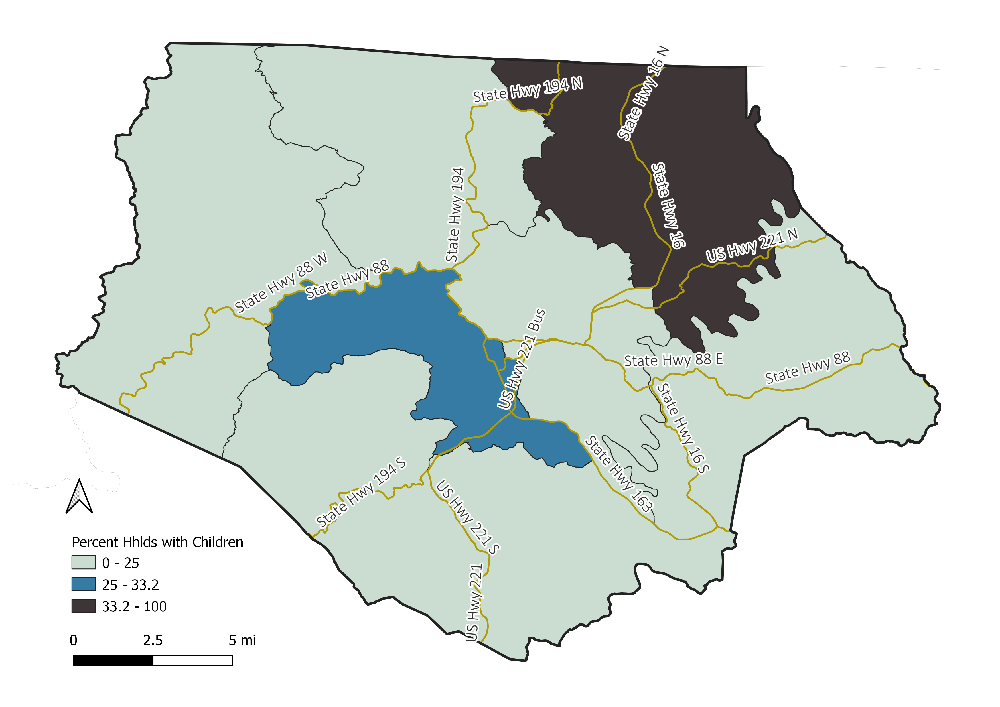 State Hwy 16 N
State Hwy 194 N
State Hwy 194
State Hwy 16
US Hwy 221 N
State Hwy 88 W
State Hwy 88
US Hwy 221 Bus
State Hwy 88 E
State Hwy 88
State Hwy 16 S
State Hwy 163
State Hwy 194 S
US Hwy 221 S
US Hwy 221
Percent Hhlds with Children
0 - 25
25 - 33.2
33.2 - 100
0 2.5 5 mi